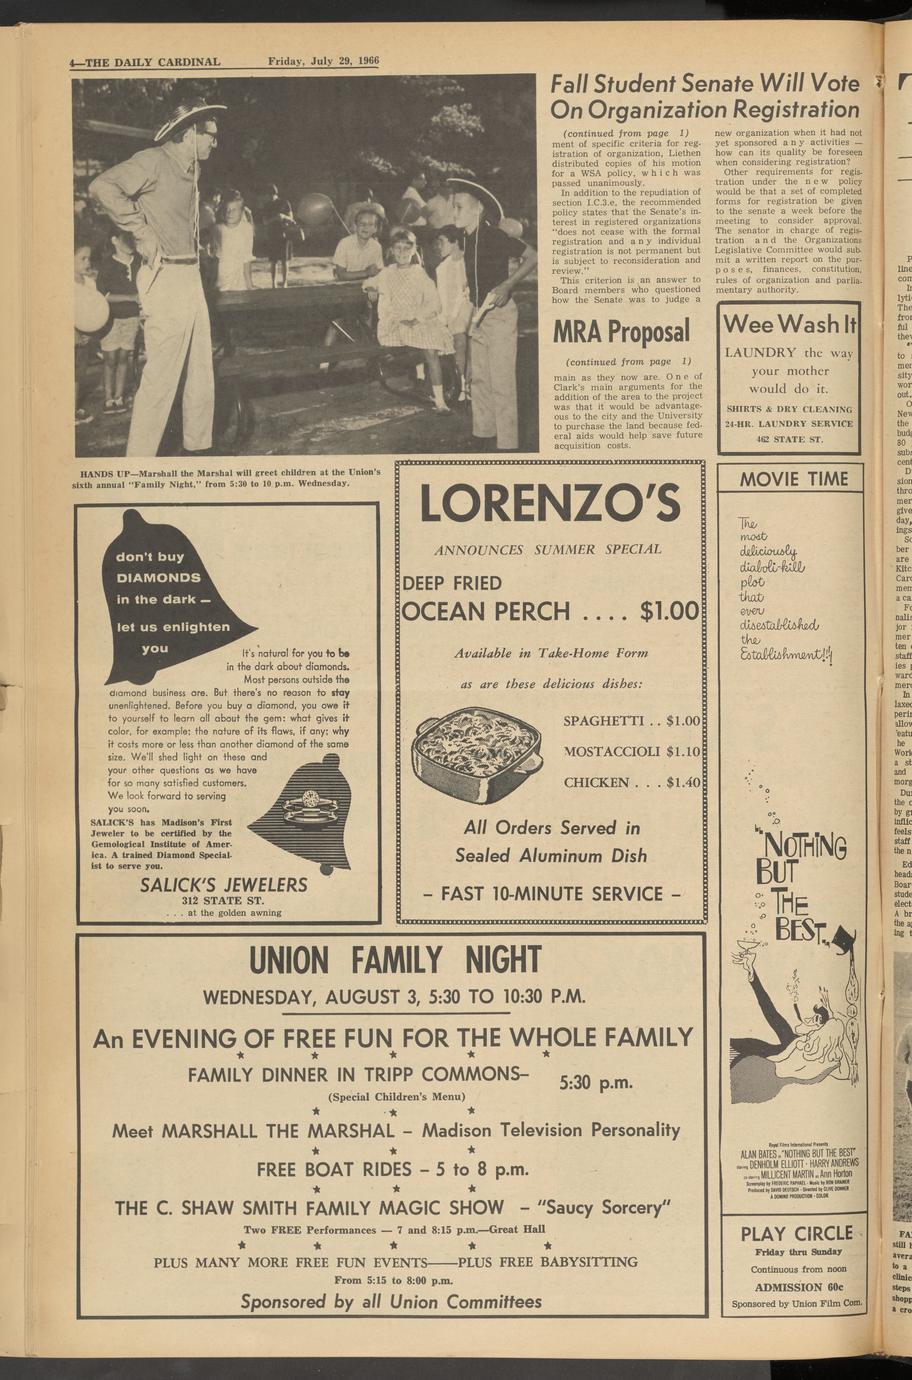 4—THE DAILY CARDINAL Friday, July 29, 1966
Fall Student Senate Will Vote
On Organization Registration
(continued from page 1)
ment of specific criteria for reg-
istration of organization, Liethen
distributed copies of his motion
for a WSA policy, which was
passed unanimously.
In addition to the repudiation of
section I.C.3.e, the recommended
policy states that the Senate's in-
terest in registered organizations
"does not cease with the formal
registration and any individual
registration is not permanent but
is subject to reconsideration and
review."
This criterion is an answer to
Board members who questioned
how the Senate was to judge a
new organization when it had not
yet sponsored any activities —
how can its quality be foreseen
when considering registration?
Other requirements for regis-
tration under the new policy
would be that a set of completed
forms for registration be given
to the senate a week before the
meeting to consider approval.
The senator in charge of regis-
tration and the Organizations
Legislative Committee would sub-
mit a written report on the pur-
poses, finances, constitution,
rules of organization and parlia-
mentary authority.
MRA Proposal
(continued from page 1)
main as they now are. One of
Clark's main arguments for the
addition of the area to the project
was that it would be advantage-
ous to the city and the University
to purchase the land because fed-
eral aids would help save future
acquisition costs.
Wee Wash It
LAUNDRY the way
your mother
would do it.
SHIRTS & DRY CLEANING
24-HR. LAUNDRY SERVICE
462 STATE ST.
HANDS UP—Marshall the Marshal will greet children at the Union's
sixth annual "Family Night," from 5:30 to 10 p.m. Wednesday.
don't buy
DIAMONDS
in the dark —
let us enlighten
you
It's natural for you to be
in the dark about diamonds.
Most persons outside the
diamond business are. But there's no reason to stay
unenlightened. Before you buy a diamond, you owe it
to yourself to learn all about the gem: what gives it
color, for example; the nature of its flaws, if any; why
it costs more or less than another diamond of the same
size. We'll shed light on these and
your other questions as we have
for so many satisfied customers.
We look forward to serving
you soon.
SALICK'S has Madison's First
Jeweler to be certified by the
Gemological Institute of Amer-
ica. A trained Diamond Special-
ist to serve you.
SALICK'S JEWELERS
312 STATE ST.
. . . at the golden awning
LORENZO'S
ANNOUNCES SUMMER SPECIAL
DEEP FRIED
OCEAN PERCH .... $1.00
Available in Take-Home Form
as are these delicious dishes:
SPAGHETTI . . $1.00
MOSTACCIOLI $1.10
CHICKEN . . . $1.40
All Orders Served in
Sealed Aluminum Dish
– FAST 10-MINUTE SERVICE –
MOVIE TIME
The
most
deliciously
diaboli-kill
plot
that
ever
disestablished
the
Establishment!!!
"NOTHING
BUT
THE
BEST"
Royal Films International Presents
ALAN BATES in "NOTHING BUT THE BEST"
starring DENHOLM ELLIOTT · HARRY ANDREWS
co-starring MILLICENT MARTIN as Ann Horton
Screenplay by FREDERIC RAPHAEL · Music by RON GRAINER
Produced by DAVID DEUTSCH · Directed by CLIVE DONNER
A DOMINO PRODUCTION · COLOR
PLAY CIRCLE
Friday thru Sunday
Continuous from noon
ADMISSION 60c
Sponsored by Union Film Com.
UNION FAMILY NIGHT
WEDNESDAY, AUGUST 3, 5:30 TO 10:30 P.M.
An EVENING OF FREE FUN FOR THE WHOLE FAMILY
FAMILY DINNER IN TRIPP COMMONS– 5:30 p.m.
(Special Children's Menu)
Meet MARSHALL THE MARSHAL – Madison Television Personality
FREE BOAT RIDES – 5 to 8 p.m.
THE C. SHAW SMITH FAMILY MAGIC SHOW – "Saucy Sorcery"
Two FREE Performances — 7 and 8:15 p.m.—Great Hall
PLUS MANY MORE FREE FUN EVENTS——PLUS FREE BABYSITTING
From 5:15 to 8:00 p.m.
Sponsored by all Union Committees